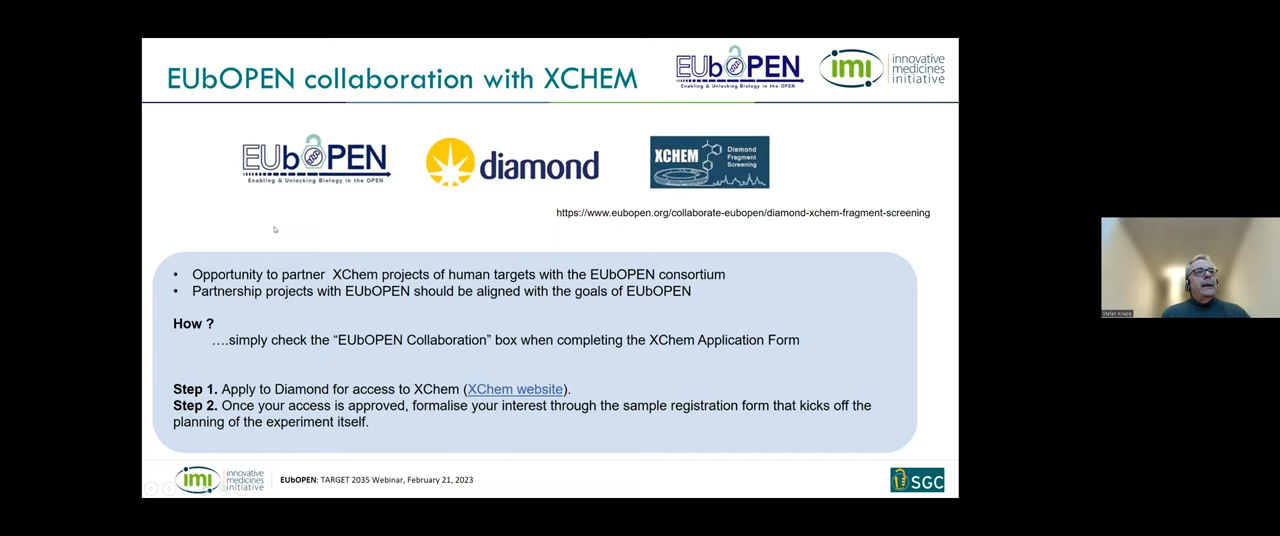 EUbOPEN collaboration with XCHEM
EUbOPEN
Enabling & Unlocking Biology in the OPEN
imi
innovative
medicines
initiative
EUbOPEN
Enabling & Unlocking Biology in the OPEN
diamond
XCHEM
Diamond
Fragment
Screening
https://www.eubopen.org/collaborate-eubopen/diamond-xchem-fragment-screening
• Opportunity to partner XChem projects of human targets with the EUbOPEN consortium
• Partnership projects with EUbOPEN should be aligned with the goals of EUbOPEN
How ?
….simply check the “EUbOPEN Collaboration” box when completing the XChem Application Form
Step 1. Apply to Diamond for access to XChem (XChem website).
Step 2. Once your access is approved, formalise your interest through the sample registration form that kicks off the
planning of the experiment itself.
Stefan Knapp
imi
innovative
medicines
initiative
EUbOPEN: TARGET 2035 Webinar, February 21, 2023
SGC